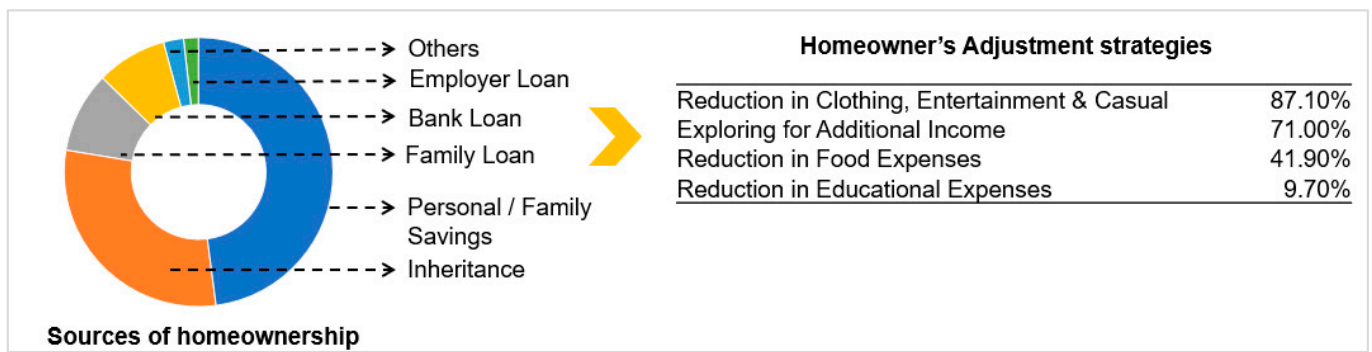 Others
Employer Loan
Bank Loan
Family Loan
Personal / Family
Savings
Inheritance
Sources of homeownership
Homeowner's Adjustment strategies
Reduction in Clothing, Entertainment & Casual 87.10%
Exploring for Additional Income 71.00%
Reduction in Food Expenses 41.90%
Reduction in Educational Expenses 9.70%